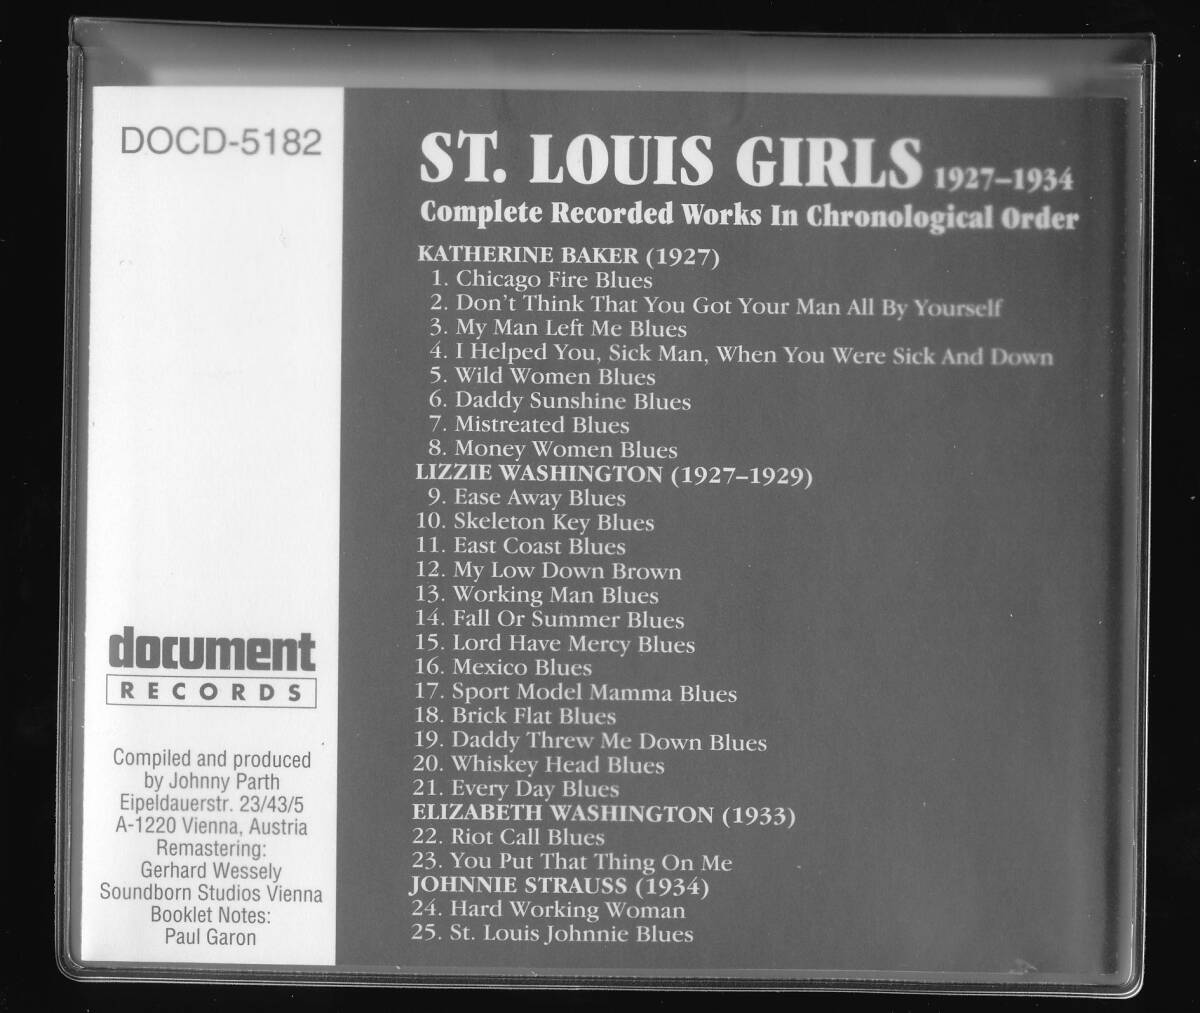 DOCD-5182
document
RECORDS
Compiled and produced
by Johnny Parth
Eipeldauerstr. 23/43/5
A-1220 Vienna, Austria
Remastering:
Gerhard Wessely
Soundborn Studios Vienna
Booklet Notes:
Paul Garon
ST. LOUIS GIRLS 1927–1934
Complete Recorded Works In Chronological Order
KATHERINE BAKER (1927)
1. Chicago Fire Blues
2. Don't Think That You Got Your Man All By Yourself
3. My Man Left Me Blues
4. I Helped You, Sick Man, When You Were Sick And Down
5. Wild Women Blues
6. Daddy Sunshine Blues
7. Mistreated Blues
8. Money Women Blues
LIZZIE WASHINGTON (1927–1929)
9. Ease Away Blues
10. Skeleton Key Blues
11. East Coast Blues
12. My Low Down Brown
13. Working Man Blues
14. Fall Or Summer Blues
15. Lord Have Mercy Blues
16. Mexico Blues
17. Sport Model Mamma Blues
18. Brick Flat Blues
19. Daddy Threw Me Down Blues
20. Whiskey Head Blues
21. Every Day Blues
ELIZABETH WASHINGTON (1933)
22. Riot Call Blues
23. You Put That Thing On Me
JOHNNIE STRAUSS (1934)
24. Hard Working Woman
25. St. Louis Johnnie Blues